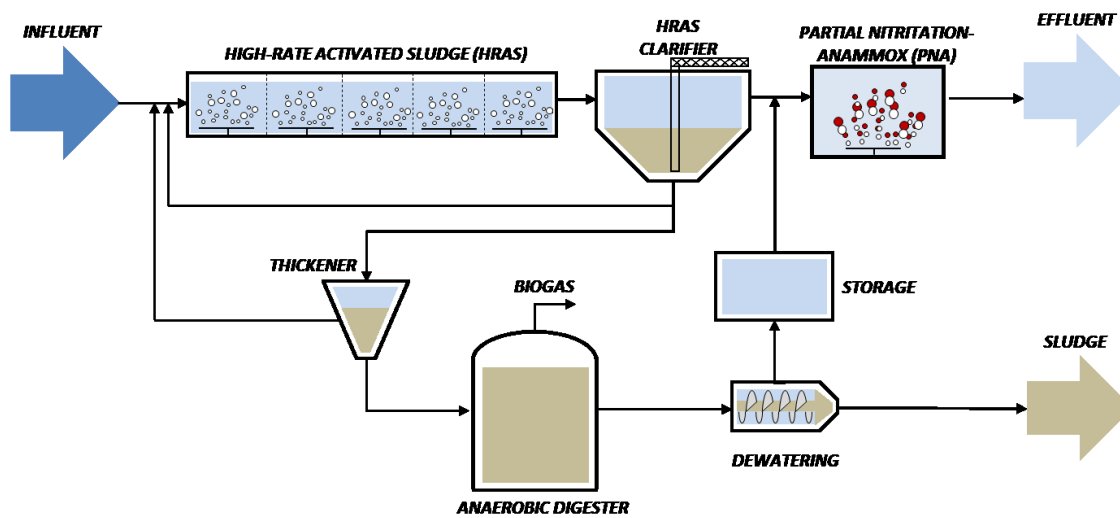 INFLUENT
HIGH-RATE ACTIVATED SLUDGE (HRAS)
HRAS
CLARIFIER
PARTIAL NITRITATION-
ANAMMOX (PNA)
EFFLUENT
THICKENER
BIOGAS
STORAGE
SLUDGE
DEWATERING
ANAEROBIC DIGESTER